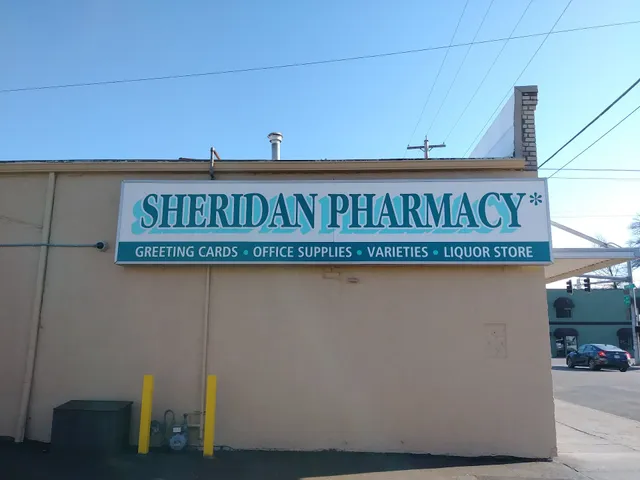 SHERIDAN PHARMACY*
GREETING CARDS • OFFICE SUPPLIES • VARIETIES • LIQUOR STORE